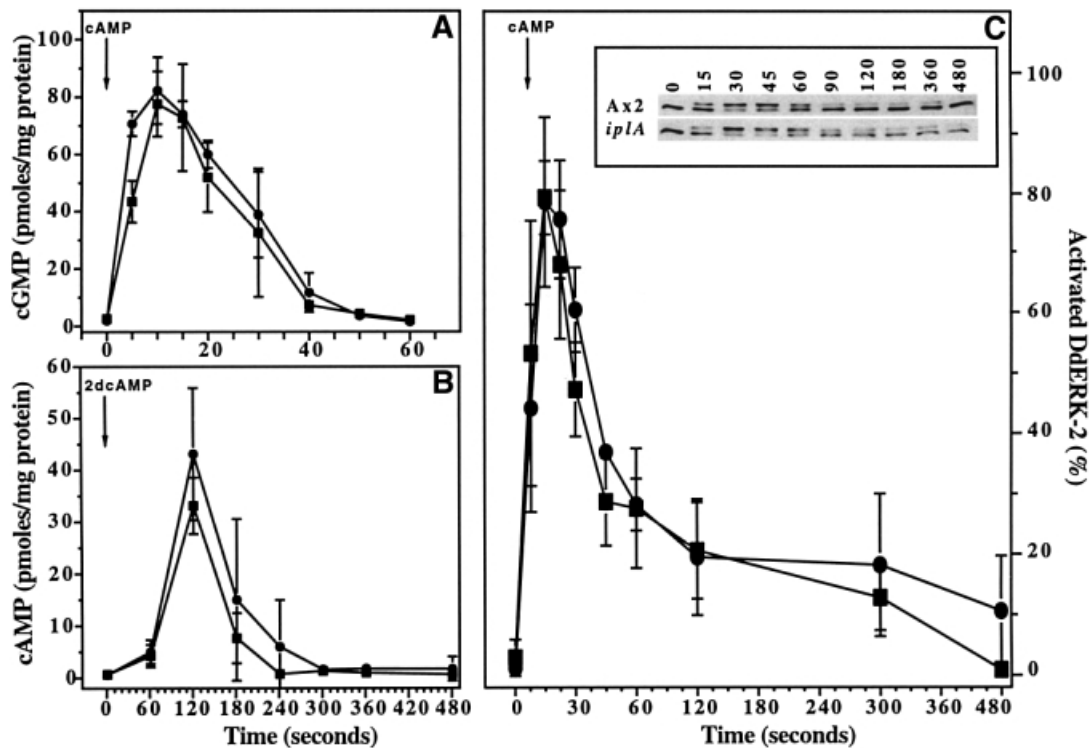 cAMP
A
100
80
60
40
20
0
cGMP (pmoles/mg protein)
0 20 40 60
2dcAMP
B
60
50
40
30
20
10
0
cAMP (pmoles/mg protein)
0 60 120 180 240 300 360 420 480
Time (seconds)
cAMP
C
0 15 30 45 60 90 120 180 360 480
Ax2
iplA
100
80
60
40
20
0
Activated DdERK-2 (%)
0 30 60 120 300 360 480
Time (seconds)